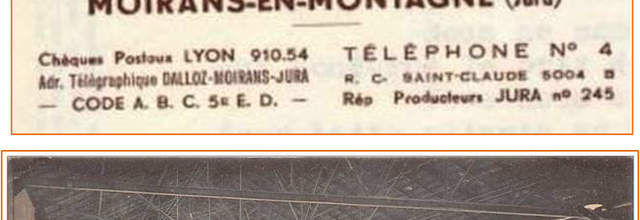 MOIRANS-EN-MONTAGNE (Jura)
Chèques Postaux LYON 910.54
Adr. Télégraphique DALLOZ-MOIRANS-JURA
— CODE A. B. C. 5E E. D. —
TÉLÉPHONE No 4
R. C. SAINT-CLAUDE 5004 B
Rép Producteurs JURA no 245